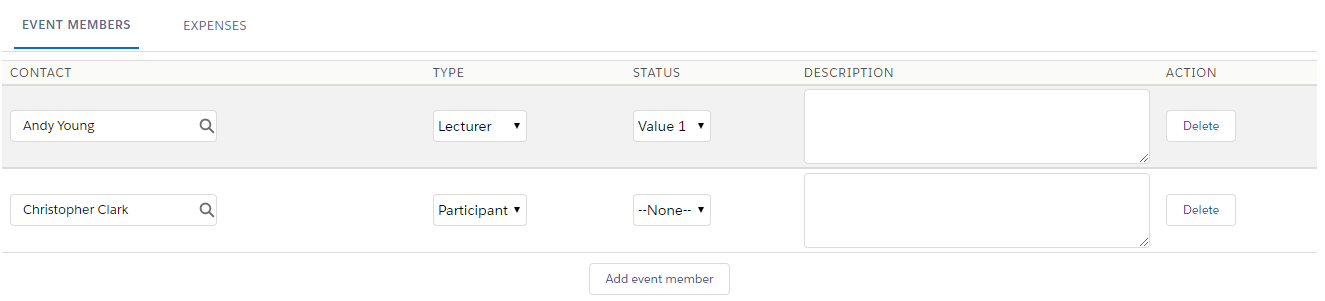 EVENT MEMBERS EXPENSES
CONTACT TYPE STATUS DESCRIPTION ACTION
Andy Young Lecturer Value 1 Delete
Christopher Clark Participant --None-- Delete
Add event member